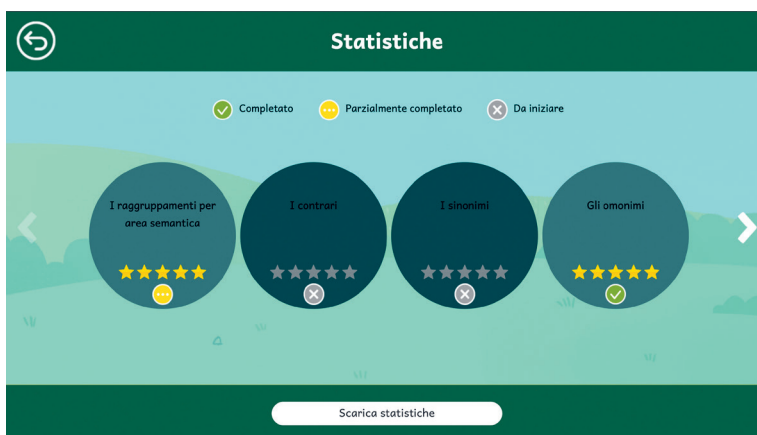 Statistiche
Completato
Parzialmente completato
Da iniziare
I raggruppamenti per
area semantica
I contrari
I sinonimi
Gli omonimi
Scarica statistiche